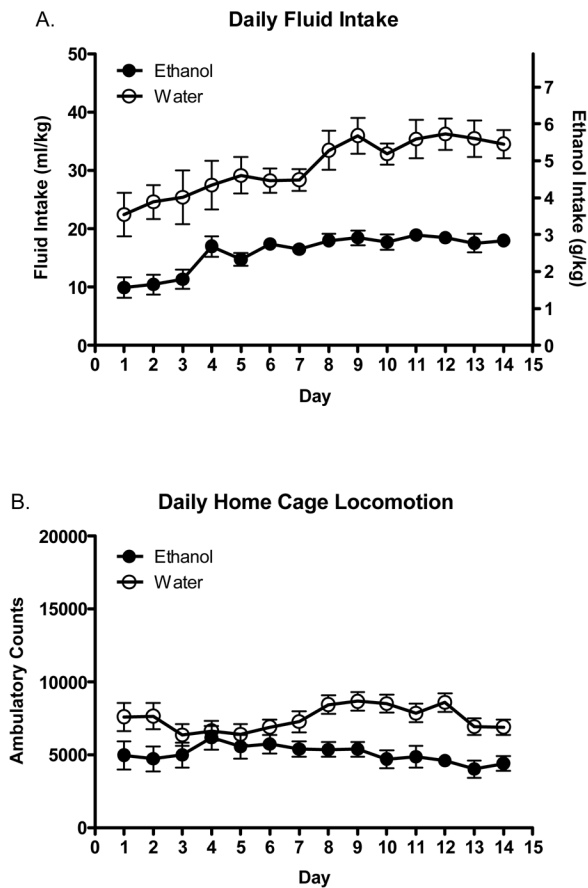 A.
Daily Fluid Intake
50
40
30
20
10
0
Fluid Intake (ml/kg)
Ethanol
Water
7
6
5
4
3
2
1
0
Ethanol Intake (g/kg)
0 1 2 3 4 5 6 7 8 9 10 11 12 13 14 15
Day
B.
Daily Home Cage Locomotion
20000
15000
10000
5000
0
Ambulatory Counts
Ethanol
Water
0 1 2 3 4 5 6 7 8 9 10 11 12 13 14 15
Day